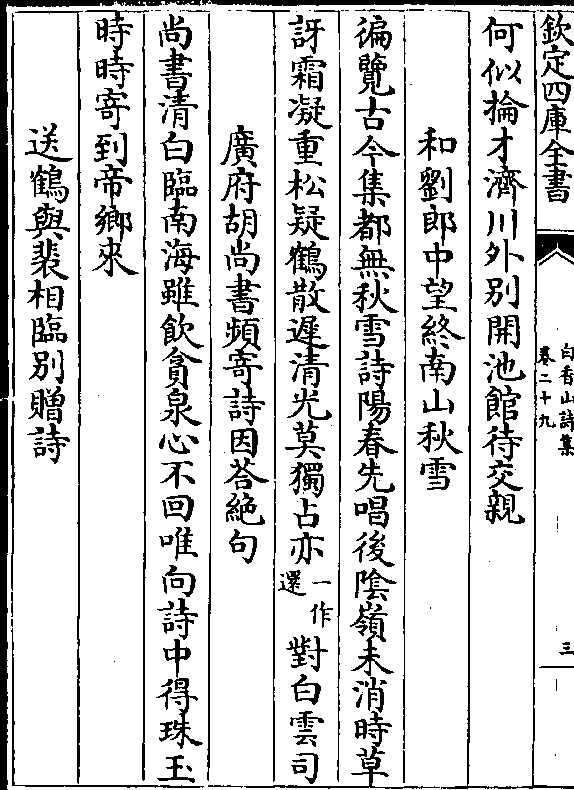 欽定四庫全書
白香山詩集
卷二十九
三
何似掄才濟川外別開池館待交親
和劉郎中望終南山秋雪
徧覽古今集都無秋雪詩陽春先唱後陰嶺未消時草
訝霜凝重松疑鶴散遲清光莫獨占亦一作還對白雲司
廣府胡尚書頻寄詩因荅絶句
尚書清白臨南海雖飲貪泉心不回唯向詩中得珠玉
時時寄到帝鄉來
送鶴與裴相臨別贈詩